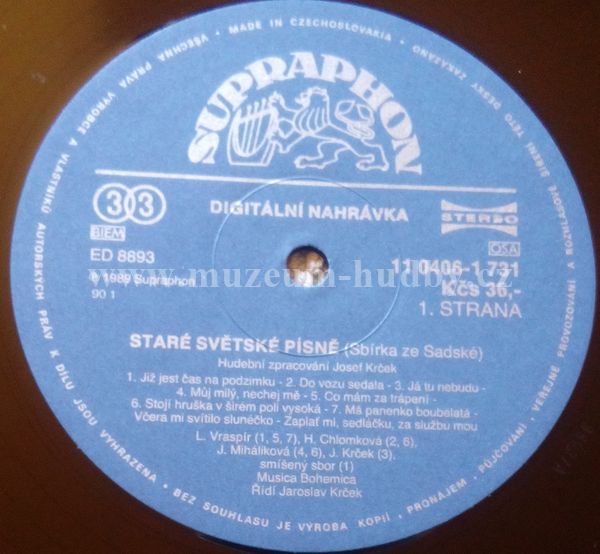 VŠECHNA PRÁVA VÝROBCE A VLASTNÍKŮ AUTORSKÝCH PRÁV K DÍLU JSOU VYHRAZENA • BEZ SOUHLASU JE VÝROBA KOPIÍ, PRONÁJEM, PŮJČOVÁNÍ, VEŘEJNÉ PROVOZOVÁNÍ A ROZHLASOVÉ ŠÍŘENÍ TÉTO DESKY ZAKÁZÁNO • MADE IN CZECHOSLOVAKIA •
SUPRAPHON
33
DIGITÁLNÍ NAHRÁVKA
STEREO
BIEM
OSA
ED 8893
11 0406-1 731
℗ 1989 Supraphon
Kčs 36,-
90 1
1. STRANA
www.muzeum-hudby.cz
STARÉ SVĚTSKÉ PÍSNĚ (Sbírka ze Sadské)
Hudební zpracování Josef Krček
1. Již jest čas na podzimku - 2. Do vozu sedala - 3. Já tu nebudu -
4. Můj milý, nechej mě - 5. Co mám za trápení -
6. Stojí hruška v širém poli vysoká - 7. Má panenko boubelatá -
Včera mi svítilo slunéčko - Zaplať mi, sedláčku, za službu mou
L. Vraspír (1, 5, 7), H. Chlomková (2, 6),
J. Miháliková (4, 6), J. Krček (3),
smíšený sbor (1)
Musica Bohemica
Řídí Jaroslav Krček